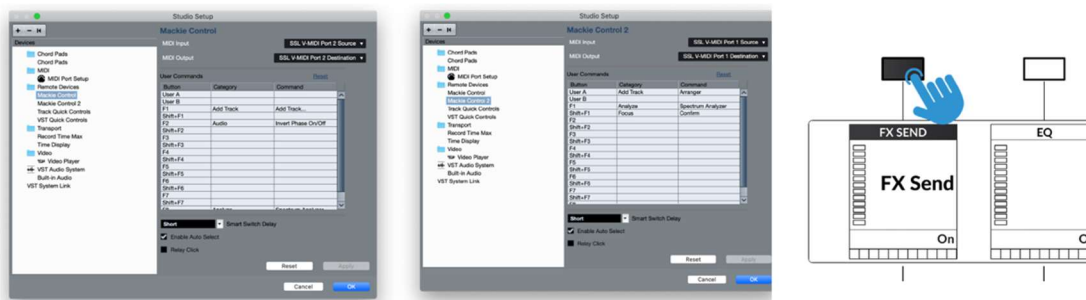 Studio Setup
Devices
Chord Pads
Chord Pads
MIDI
MIDI Port Setup
Remote Devices
Mackie Control
Mackie Control 2
Track Quick Controls
VST Quick Controls
Transport
Record Time Max
Time Display
Video
Video Player
VST Audio System
Built-in Audio
VST System Link
Mackie Control
MIDI Input SSL V-MIDI Port 2 Source
MIDI Output SSL V-MIDI Port 2 Destination
User Commands Reset
Button Category Command
User A
User B
F1 Add Track Add Track...
Shift+F1
F2 Audio Invert Phase On/Off
Shift+F2
F3
Shift+F3
F4
Shift+F4
F5
Shift+F5
F6
Shift+F6
F7
Shift+F7
Short Smart Switch Delay
Enable Auto Select
Relay Click
Reset Apply
Cancel OK
Studio Setup
Devices
Chord Pads
Chord Pads
MIDI
MIDI Port Setup
Remote Devices
Mackie Control
Mackie Control 2
Track Quick Controls
VST Quick Controls
Transport
Record Time Max
Time Display
Video
Video Player
VST Audio System
Built-in Audio
VST System Link
Mackie Control 2
MIDI Input SSL V-MIDI Port 1 Source
MIDI Output SSL V-MIDI Port 1 Destination
User Commands Reset
Button Category Command
User A Add Track Arranger
User B
F1 Analyze Spectrum Analyzer
Shift+F1 Focus Confirm
F2
Shift+F2
F3
Shift+F3
F4
Shift+F4
F5
Shift+F5
F6
Shift+F6
F7
Shift+F7
Short Smart Switch Delay
Enable Auto Select
Relay Click
Reset Apply
Cancel OK
FX SEND
FX Send
On
EQ